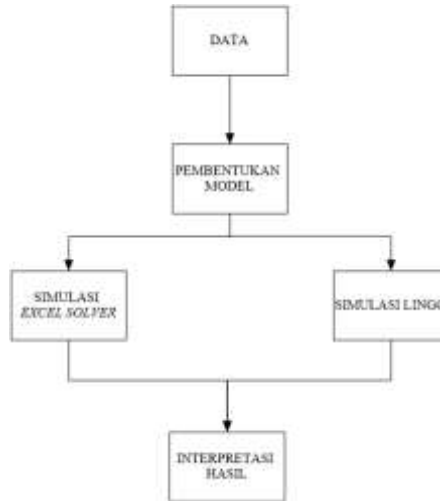 DATA
PEMBENTUKAN
MODEL
SIMULASI
EXCEL SOLVER
SIMULASI LINGO
INTERPRETASI
HASIL